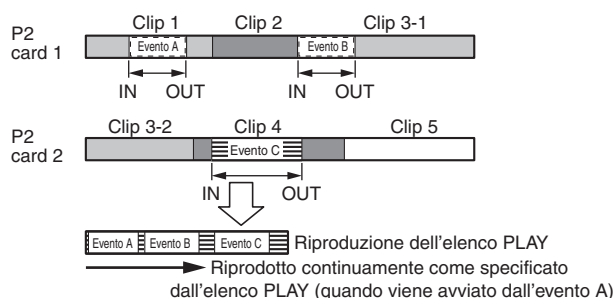 P2 card 1
Clip 1 Clip 2 Clip 3-1
Evento A Evento B
IN OUT IN OUT
P2 card 2
Clip 3-2 Clip 4 Clip 5
Evento C
IN OUT
Evento A Evento B Evento C Riproduzione dell'elenco PLAY
Riprodotto continuamente come specificato
dall'elenco PLAY (quando viene avviato dall'evento A)